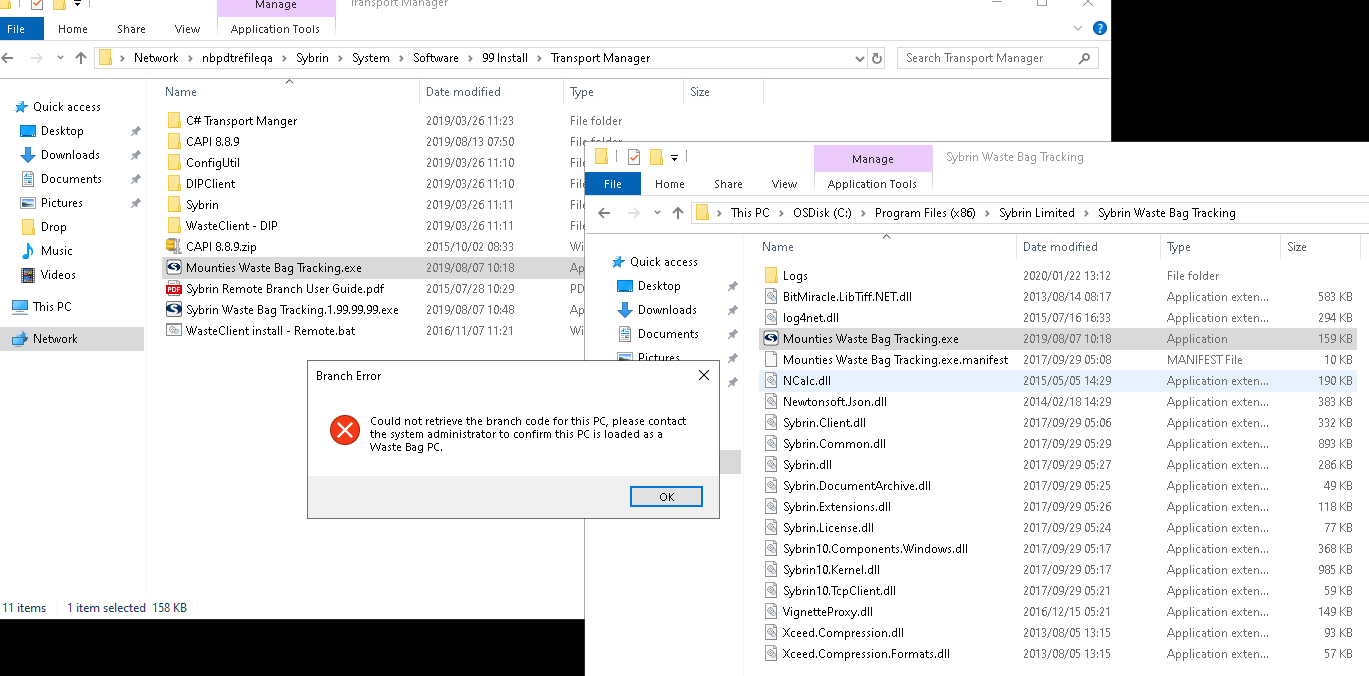 Manage
Transport Manager
File Home Share View Application Tools
Network > nbpdtrefileqa > Sybrin > System > Software > 99 Install > Transport Manager
Search Transport Manager
Name Date modified Type Size
Quick access
Desktop
Downloads
Documents
Pictures
Drop
Music
Videos
This PC
Network
C# Transport Manger 2019/03/26 11:23 File folder
CAPI 8.8.9 2019/08/13 07:50 File folder
ConfigUtil 2019/03/26 11:10 File
DIPClient 2019/03/26 11:10 File
Sybrin 2019/03/26 11:11 File
WasteClient - DIP 2019/03/26 11:11 File
CAPI 8.8.9.zip 2015/10/02 08:33 Wi
Mounties Waste Bag Tracking.exe 2019/08/07 10:18 Ap
Sybrin Remote Branch User Guide.pdf 2015/07/28 10:29 PD
Sybrin Waste Bag Tracking.1.99.99.99.exe 2019/08/07 10:48 Ap
WasteClient install - Remote.bat 2016/11/07 11:21 Wi
11 items 1 item selected 158 KB
Branch Error
Could not retrieve the branch code for this PC, please contact
the system administrator to confirm this PC is loaded as a
Waste Bag PC.
OK
Manage
Sybrin Waste Bag Tracking
File Home Share View Application Tools
This PC > OSDisk (C:) > Program Files (x86) > Sybrin Limited > Sybrin Waste Bag Tracking
Name Date modified Type Size
Quick access
Desktop
Downloads
Documents
Pictures
Logs 2020/01/22 13:12 File folder
BitMiracle.LibTiff.NET.dll 2013/08/14 08:17 Application exten... 583 KB
log4net.dll 2015/07/16 16:33 Application exten... 294 KB
Mounties Waste Bag Tracking.exe 2019/08/07 10:18 Application 159 KB
Mounties Waste Bag Tracking.exe.manifest 2017/09/29 05:08 MANIFEST File 10 KB
NCalc.dll 2015/05/05 14:29 Application exten... 190 KB
Newtonsoft.Json.dll 2014/02/18 14:29 Application exten... 383 KB
Sybrin.Client.dll 2017/09/29 05:06 Application exten... 332 KB
Sybrin.Common.dll 2017/09/29 05:29 Application exten... 893 KB
Sybrin.dll 2017/09/29 05:27 Application exten... 286 KB
Sybrin.DocumentArchive.dll 2017/09/29 05:25 Application exten... 49 KB
Sybrin.Extensions.dll 2017/09/29 05:26 Application exten... 118 KB
Sybrin.License.dll 2017/09/29 05:24 Application exten... 77 KB
Sybrin10.Components.Windows.dll 2017/09/29 05:17 Application exten... 368 KB
Sybrin10.Kernel.dll 2017/09/29 05:17 Application exten... 985 KB
Sybrin10.TcpClient.dll 2017/09/29 05:21 Application exten... 59 KB
VignetteProxy.dll 2016/12/15 05:21 Application exten... 149 KB
Xceed.Compression.dll 2013/08/05 13:15 Application exten... 93 KB
Xceed.Compression.Formats.dll 2013/08/05 13:15 Application exten... 57 KB